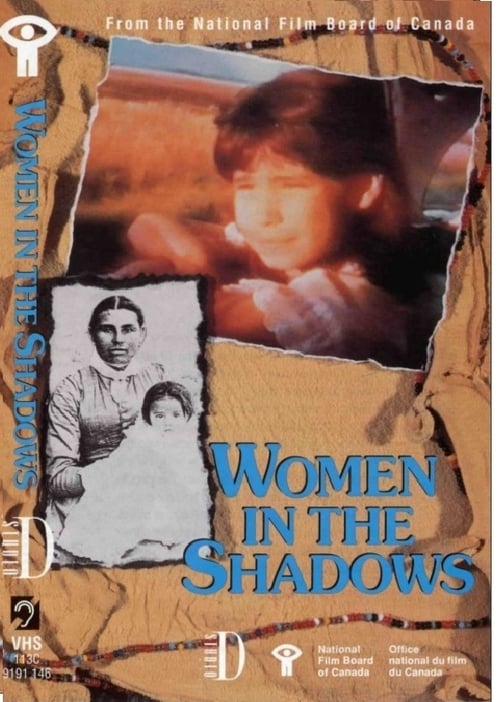 From the National Film Board of Canada
WOMEN IN THE SHADOWS
STUDIO D
VHS
113C
9191 146
WOMEN
IN THE
SHADOWS
STUDIO D
National
Film Board
of Canada
Office
national du film
du Canada